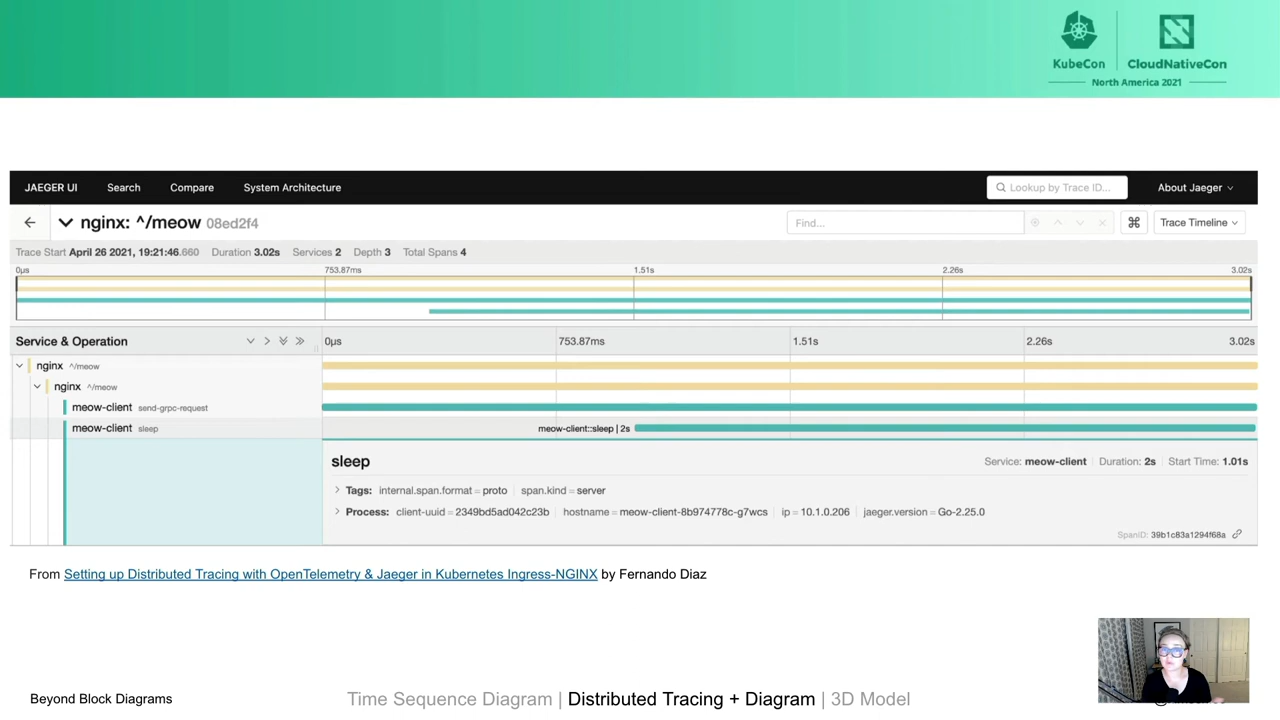 KubeCon
CloudNativeCon
North America 2021
JAEGER UI Search Compare System Architecture Lookup by Trace ID... About Jaeger
nginx: ^/meow 08ed2f4 Find... Trace Timeline
Trace Start April 26 2021, 19:21:46.660 Duration 3.02s Services 2 Depth 3 Total Spans 4
0μs 753.87ms 1.51s 2.26s 3.02s
Service & Operation 0μs 753.87ms 1.51s 2.26s 3.02s
nginx ^/meow
nginx ^/meow
meow-client send-grpc-request
meow-client sleep meow-client::sleep | 2s
sleep Service: meow-client Duration: 2s Start Time: 1.01s
Tags: internal.span.format = proto span.kind = server
Process: client-uuid = 2349bd5ad042c23b hostname = meow-client-8b974778c-g7wcs ip = 10.1.0.206 jaeger.version = Go-2.25.0
SpanID: 39b1c83a1294f68a
From Setting up Distributed Tracing with OpenTelemetry & Jaeger in Kubernetes Ingress-NGINX by Fernando Diaz
Beyond Block Diagrams Time Sequence Diagram | Distributed Tracing + Diagram | 3D Model